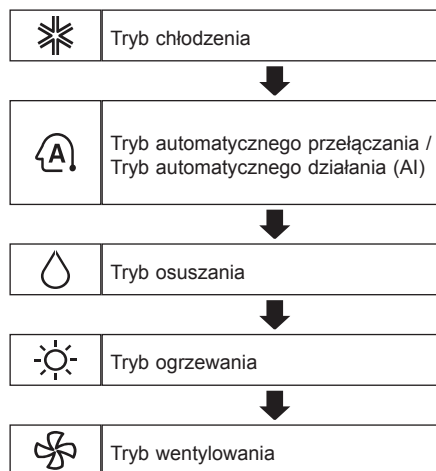 Tryb chłodzenia
A
Tryb automatycznego przełączania /
Tryb automatycznego działania (AI)
Tryb osuszania
Tryb ogrzewania
Tryb wentylowania